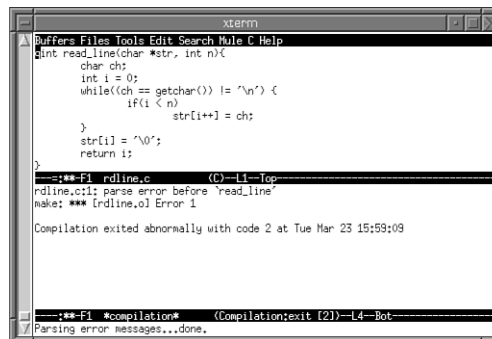 xterm
Buffers Files Tools Edit Search Mule C Help
gint read_line(char *str, int n){
char ch;
int i = 0;
while((ch == getchar()) != '\n') {
if(i < n)
str[i++] = ch;
}
str[i] = '\0';
return i;
}
---=:**-F1 rdline.c (C)--L1--Top----------------------------------
rdline.c:1: parse error before `read_line'
make: *** [rdline.o] Error 1
Compilation exited abnormally with code 2 at Tue Mar 23 15:59:09
----:**-F1 *compilation* (Compilation:exit [2])--L4--Bot-----------------
Parsing error messages...done.